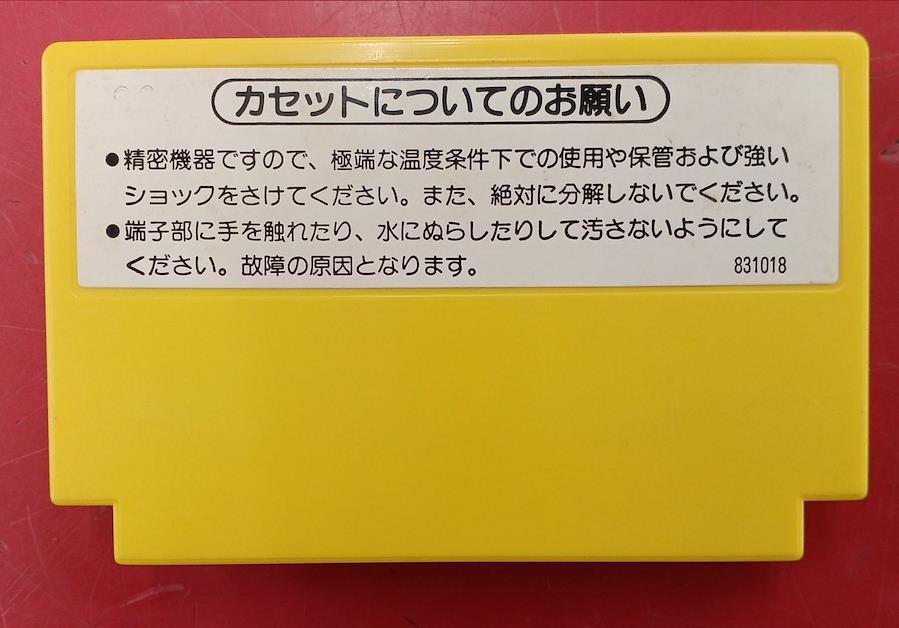 カセットについてのお願い
●精密機器ですので、極端な温度条件下での使用や保管および強い
ショックをさけてください。また、絶対に分解しないでください。
●端子部に手を触れたり、水にぬらしたりして汚さないようにして
ください。故障の原因となります。
831018